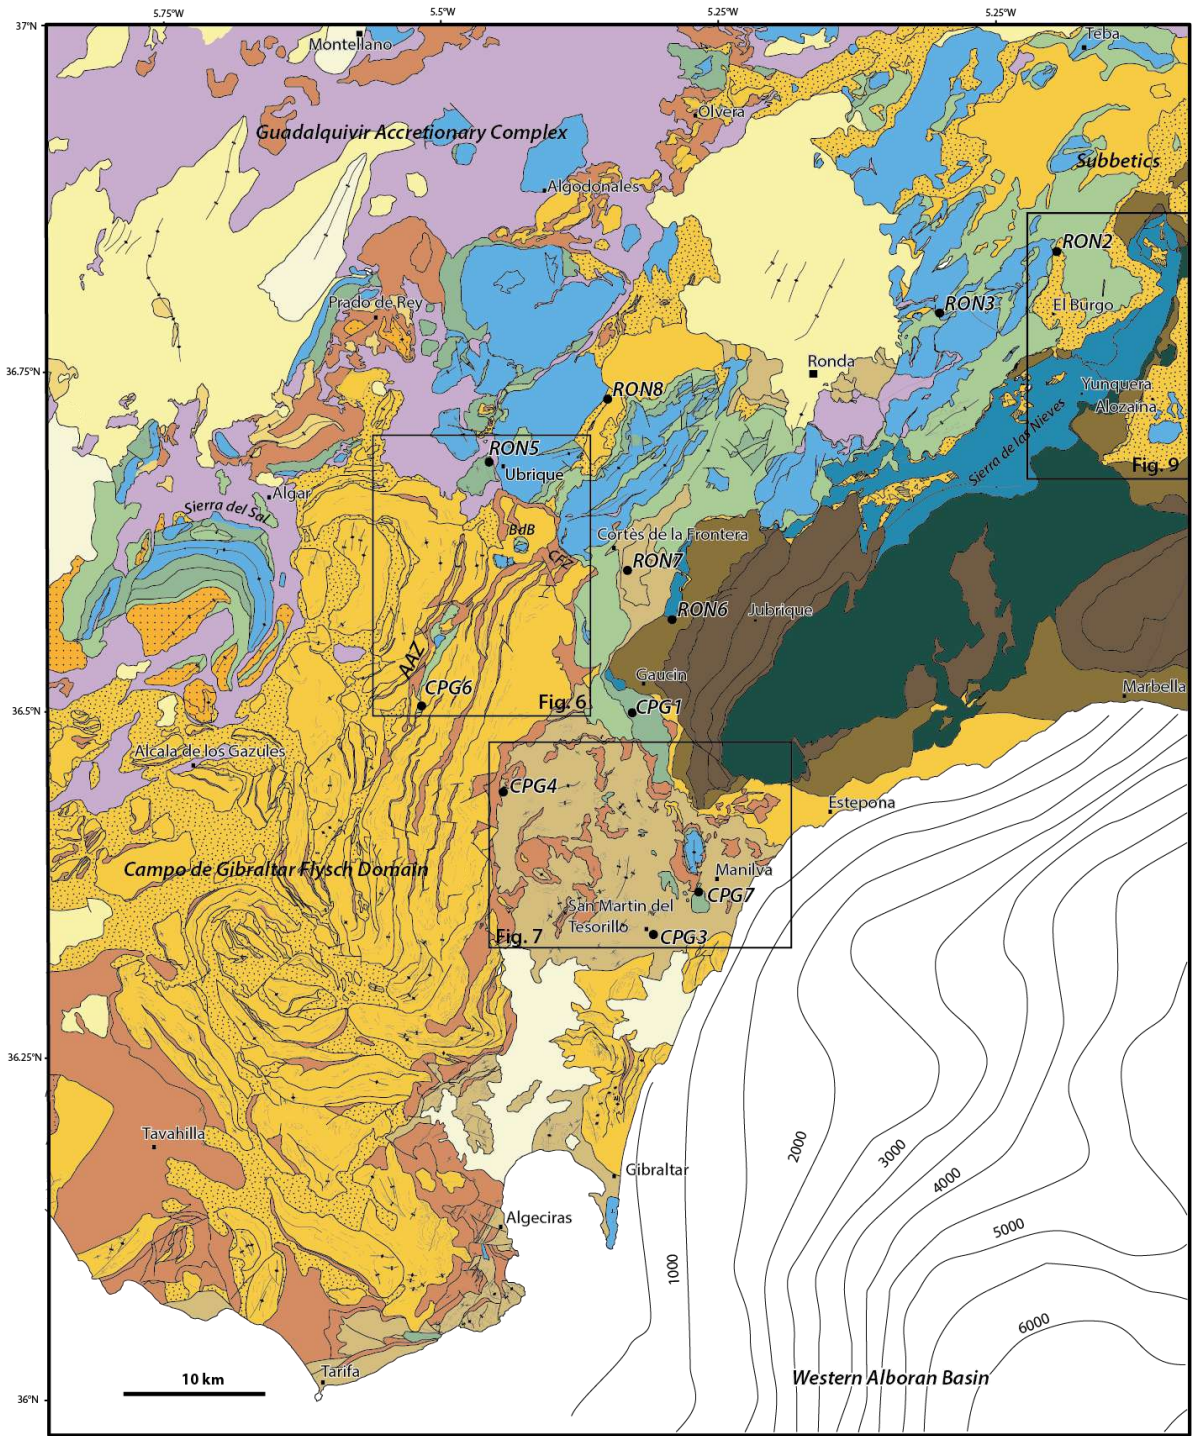 5.75°W
5.5°W
5.25°W
5.25°W
37°N
Montellano
Teba
Olvera
Guadalquivir Accretionary Complex
Subbetics
Algodonales
RON2
Prado de Rey
RON3
El Burgo
36.75°N
Ronda
RON8
Yunquera
Alozaina
RON5
Ubrique
Sierra de las Nieves
Fig. 9
Algar
Sierra del Sal
BdB
Cortès de la Frontera
CFZ
RON7
RON6
Jubrique
AAZ
Gaucin
CPG6
Marbella
Fig. 6
CPG1
36.5°N
Alcala de los Gazules
CPG4
Estepona
Campo de Gibraltar Flysch Domain
Manilva
CPG7
San Martin del
Tesorillo
Fig. 7
CPG3
36.25°N
Tavahilla
2000
3000
Gibraltar
4000
Algeciras
5000
1000
6000
Tarifa
10 km
Western Alboran Basin
36°N